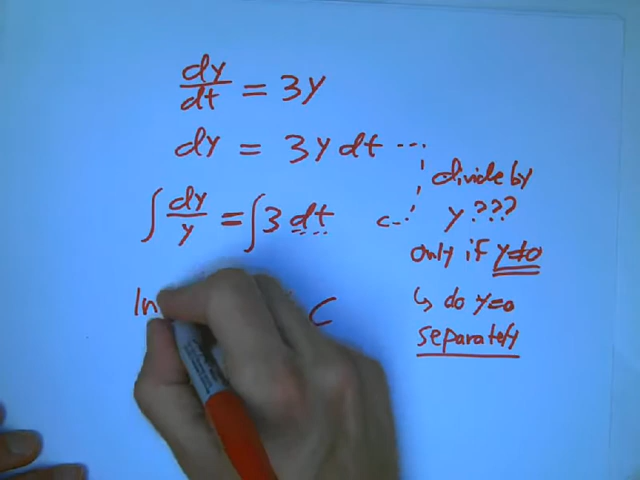 dy/dt = 3y
dy = 3y dt
∫ dy/y = ∫ 3 dt
ln C
divide by
y ???
only if y≠0
↳ do y=0
separately